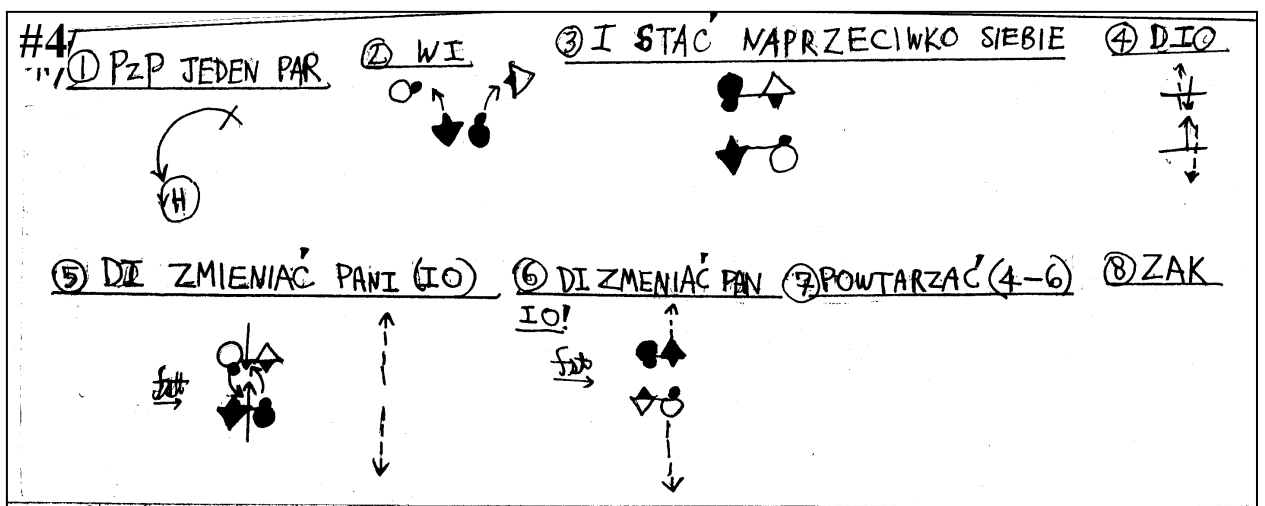 #4
① PZP JEDEN PAR
② WI
③ I STAĆ NAPRZECIWKO SIEBIE
④ DIO
H
⑤ DI ZMIENIAĆ PANI (IO)
⑥ DI ZMENIAĆ PAN
IO!
⑦ POWTARZAĆ (4-6)
⑧ ZAK